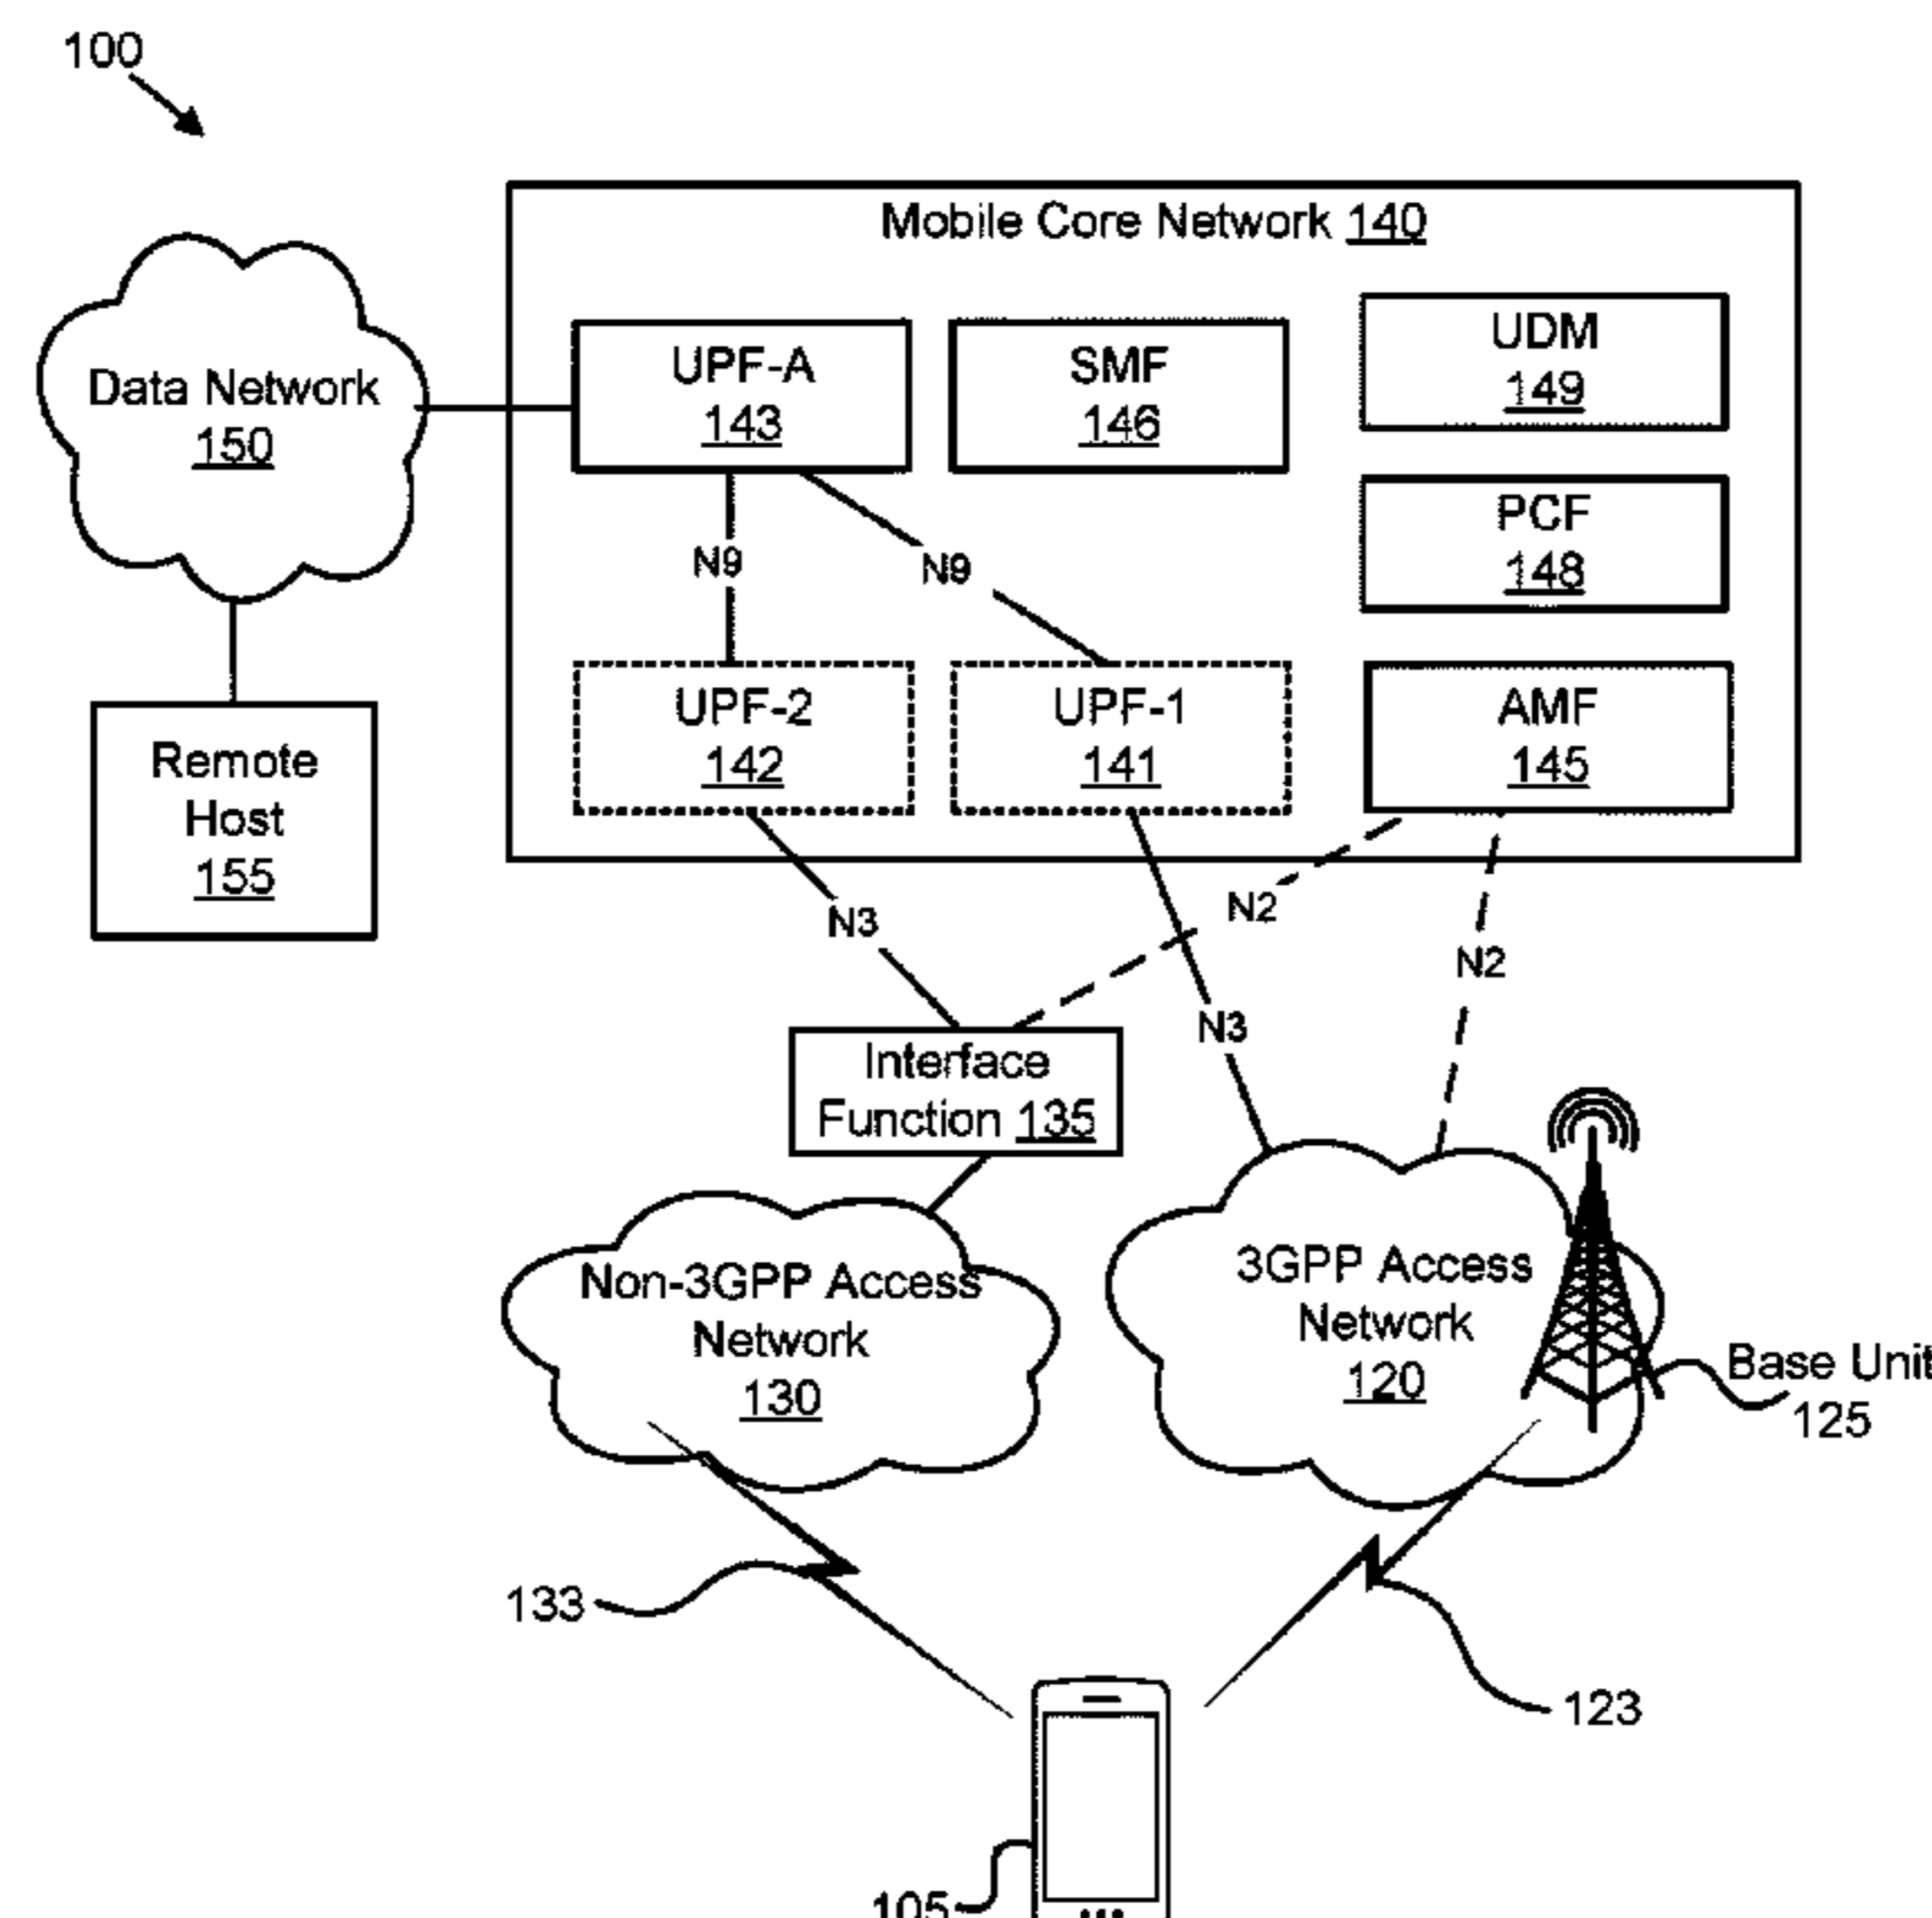 100
Mobile Core Network 140
Data Network
150
UPF-A
143
SMF
146
UDM
149
PCF
148
N9
N9
UPF-2
142
UPF-1
141
AMF
145
Remote
Host
155
N3
N2
N2
N3
Interface
Function 135
Non-3GPP Access
Network
130
3GPP Access
Network
120
Base Unit
125
133
123
105